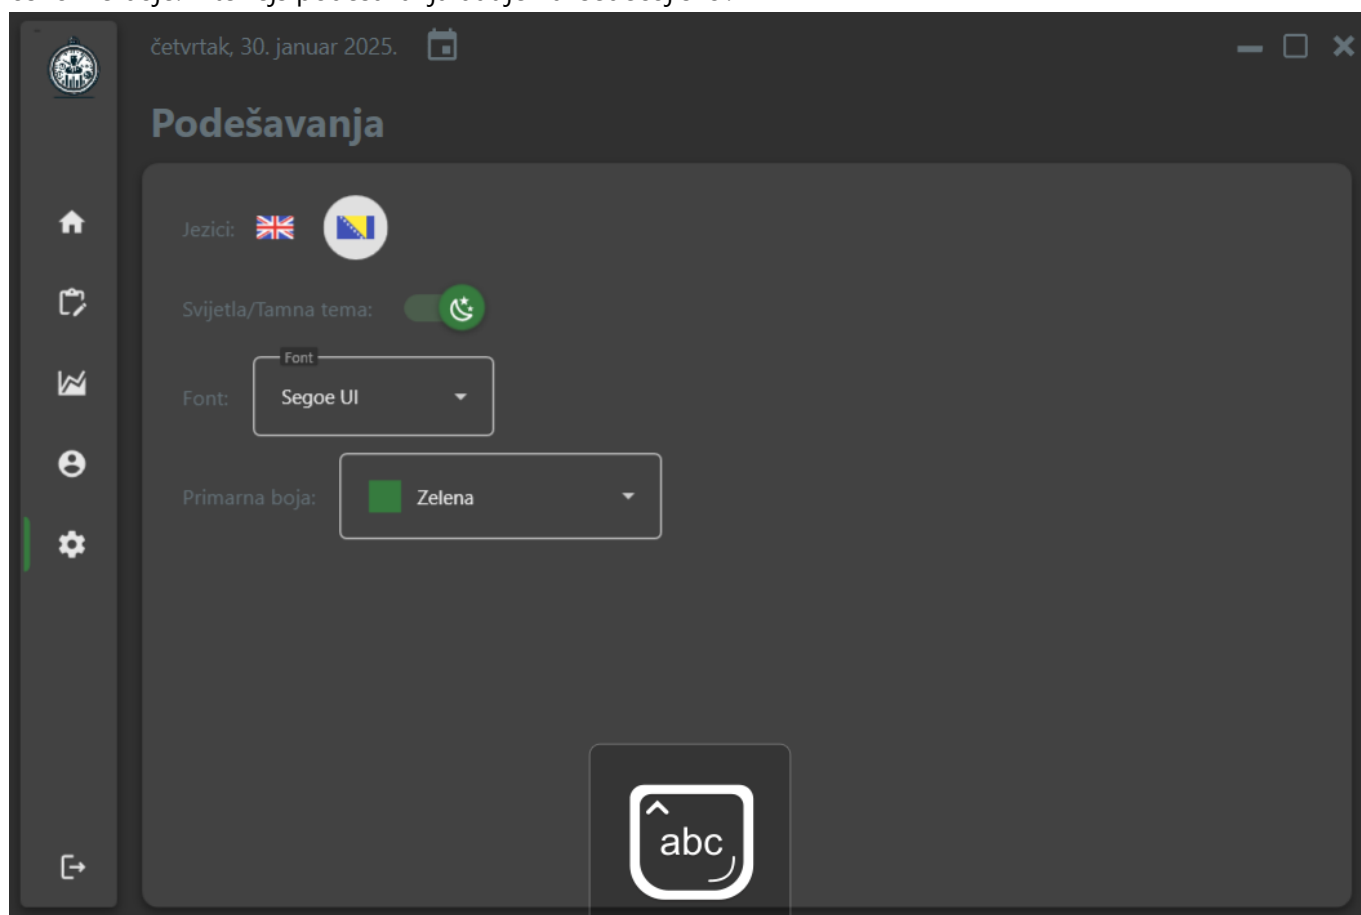 četvrtak, 30. januar 2025.
Podešavanja
Jezici:
Svijetla/Tamna tema:
Font
Font: Segoe UI
Primarna boja: Zelena
abc